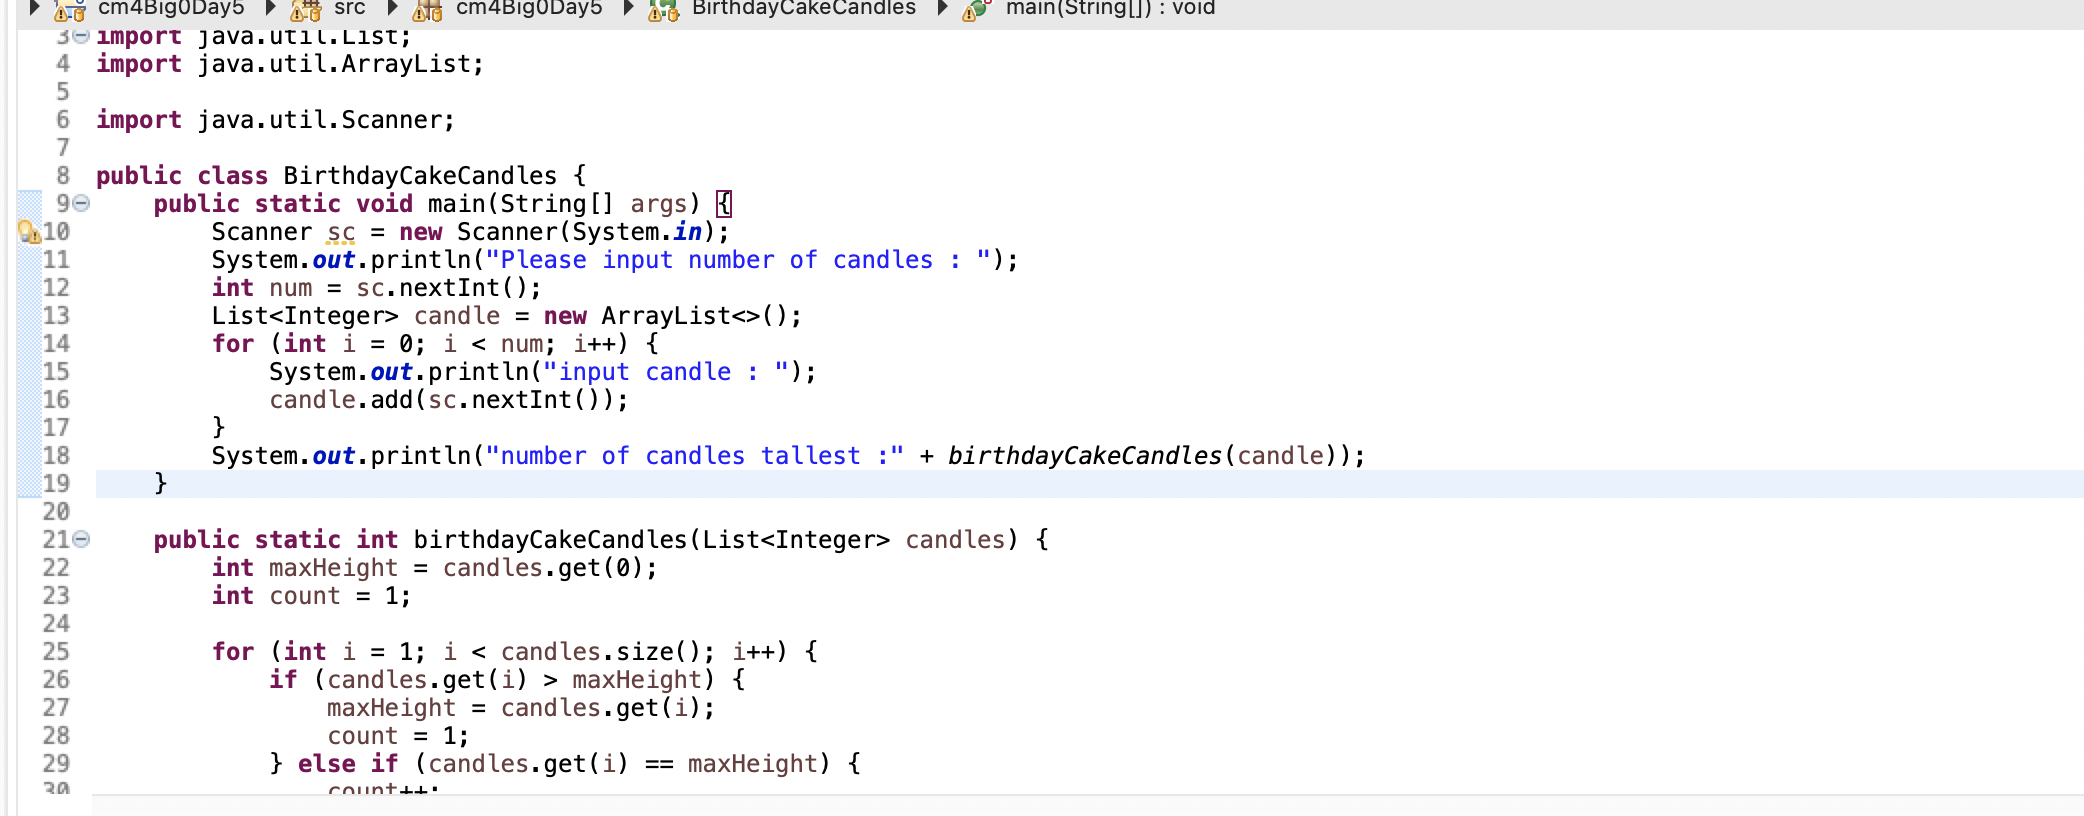 cm4Big0Day5 src cm4Big0Day5 BirthdayCakeCandles main(String[]) : void
3 import java.util.List;
4 import java.util.ArrayList;
5
6 import java.util.Scanner;
7
8 public class BirthdayCakeCandles {
9     public static void main(String[] args) {
10         Scanner sc = new Scanner(System.in);
11         System.out.println("Please input number of candles : ");
12         int num = sc.nextInt();
13         List<Integer> candle = new ArrayList<>();
14         for (int i = 0; i < num; i++) {
15             System.out.println("input candle : ");
16             candle.add(sc.nextInt());
17         }
18         System.out.println("number of candles tallest :" + birthdayCakeCandles(candle));
19     }
20
21     public static int birthdayCakeCandles(List<Integer> candles) {
22         int maxHeight = candles.get(0);
23         int count = 1;
24
25         for (int i = 1; i < candles.size(); i++) {
26             if (candles.get(i) > maxHeight) {
27                 maxHeight = candles.get(i);
28                 count = 1;
29             } else if (candles.get(i) == maxHeight) {
30                 count++;